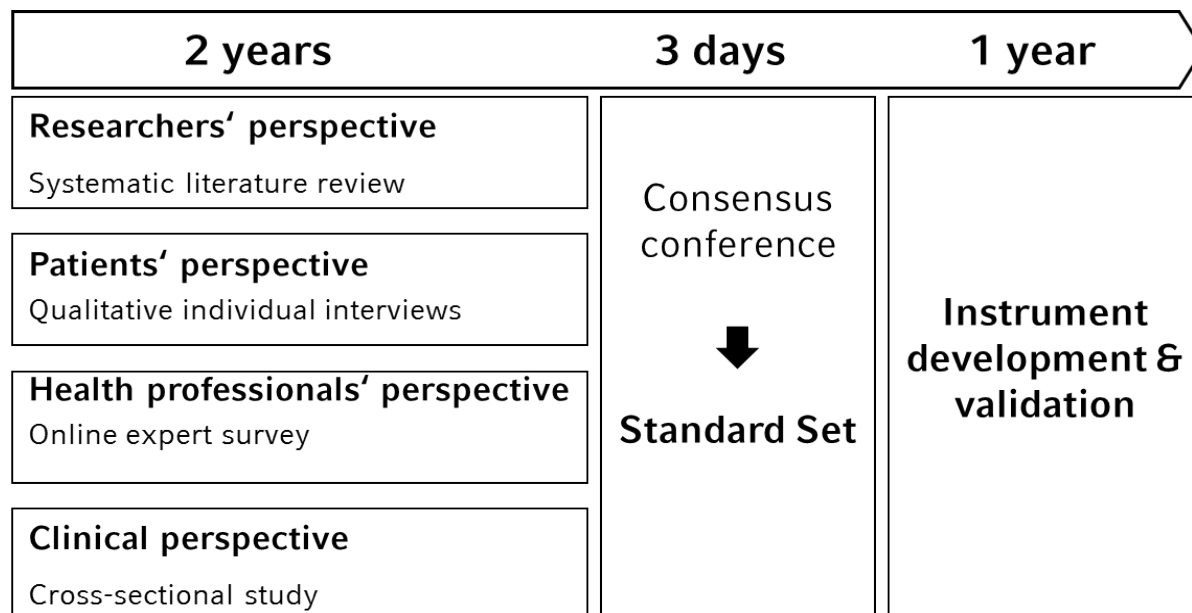 2 years
3 days
1 year
Researchers‘ perspective
Systematic literature review
Patients‘ perspective
Qualitative individual interviews
Health professionals‘ perspective
Online expert survey
Clinical perspective
Cross-sectional study
Consensus
conference
Standard Set
Instrument
development &
validation